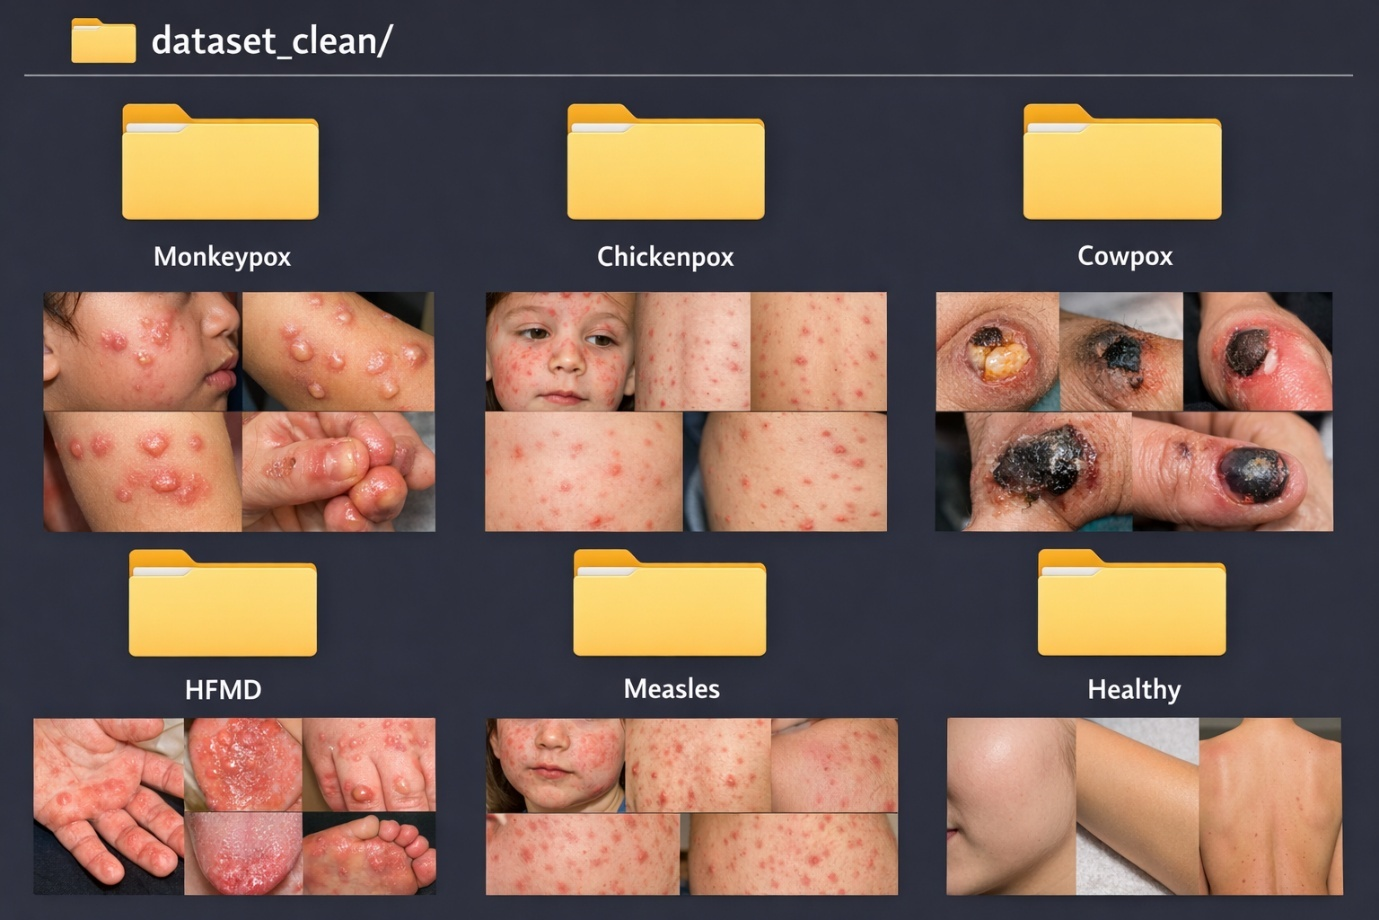 dataset_clean/
Monkeypox
Chickenpox
Cowpox
HFMD
Measles
Healthy